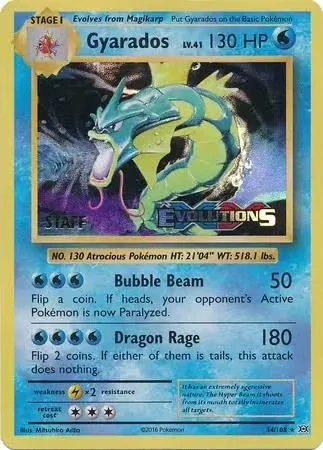 STAGE 1 Evolves from Magikarp Put Gyarados on the Basic Pokémon
Gyarados LV.41 130 HP
STAFF
XY
EVOLUTIONS
NO. 130 Atrocious Pokémon HT: 21'04" WT: 518.1 lbs.
Bubble Beam 50
Flip a coin. If heads, your opponent's Active
Pokémon is now Paralyzed.
Dragon Rage 180
Flip 2 coins. If either of them is tails, this attack
does nothing.
weakness ×2 resistance
retreat
cost
It has an extremely aggressive
nature. The Hyper Beam it shoots
from its mouth totally incinerates
all targets.
Illus. Mitsuhiro Arita ©2016 Pokémon 34/108 ★